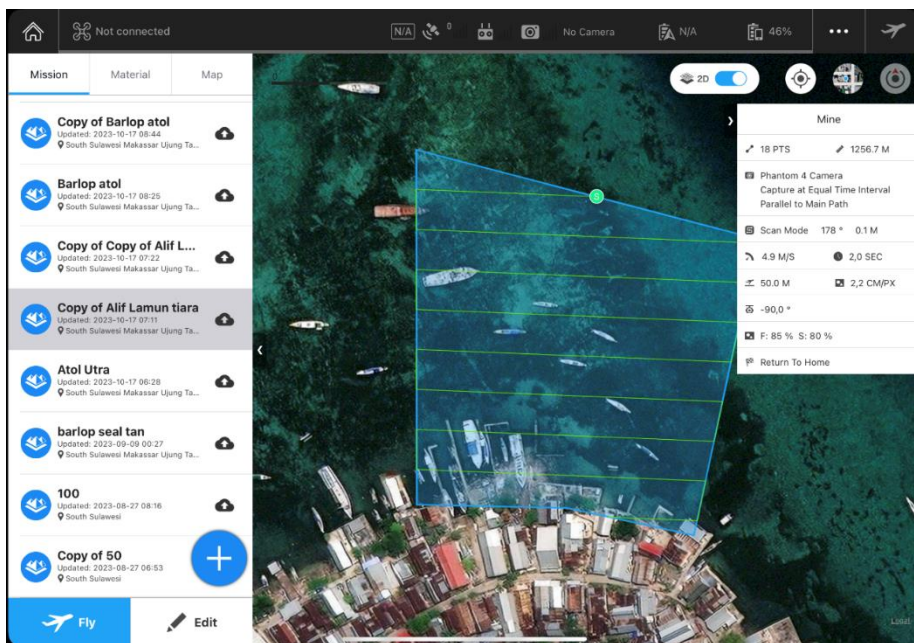 Not connected
N/A
0
No Camera
N/A
46%
Mission
Material
Map
2D
Copy of Barlop atol
Updated: 2023-10-17 08:44
South Sulawesi Makassar Ujung Ta...
Barlop atol
Updated: 2023-10-17 08:25
South Sulawesi Makassar Ujung Ta...
Copy of Copy of Alif L...
Updated: 2023-10-17 07:22
South Sulawesi Makassar Ujung Ta...
Copy of Alif Lamun tiara
Updated: 2023-10-17 07:11
South Sulawesi Makassar Ujung Ta...
Atol Utra
Updated: 2023-10-17 06:28
South Sulawesi Makassar Ujung Ta...
barlop seal tan
Updated: 2023-09-09 00:27
South Sulawesi Makassar Ujung Ta...
100
Updated: 2023-08-27 08:16
South Sulawesi
Copy of 50
Updated: 2023-08-27 06:53
South Sulawesi
Fly
Edit
0
S
Mine
18 PTS 1256.7 M
Phantom 4 Camera
Capture at Equal Time Interval
Parallel to Main Path
Scan Mode 178 ° 0.1 M
4.9 M/S 2,0 SEC
50.0 M 2,2 CM/PX
-90,0 °
F: 85 % S: 80 %
Return To Home
Legal